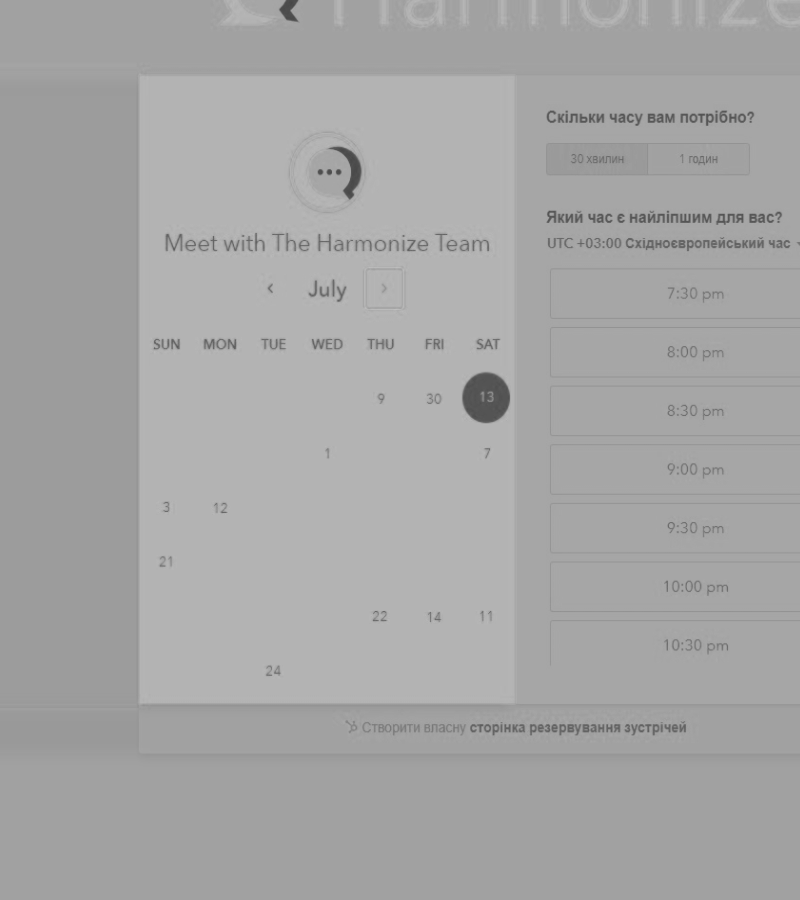 Harmonize
Meet with The Harmonize Team
July
SUN MON TUE WED THU FRI SAT
9 30 13
1 7
3 12
21
22 14 11
24
Скільки часу вам потрібно?
30 хвилин 1 годин
Який час є найліпшим для вас?
UTC +03:00 Східноєвропейський час
7:30 pm
8:00 pm
8:30 pm
9:00 pm
9:30 pm
10:00 pm
10:30 pm
Створити власну сторінка резервування зустрічей